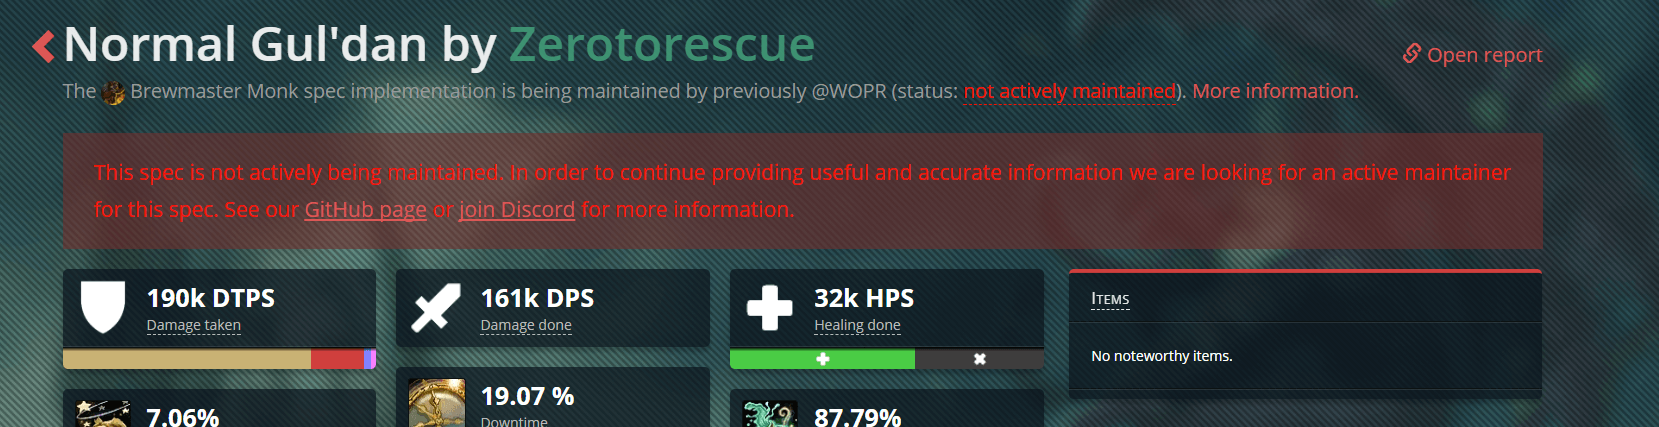 Normal Gul'dan by Zerotorescue
Open report
The Brewmaster Monk spec implementation is being maintained by previously @WOPR (status: not actively maintained). More information.
This spec is not actively being maintained. In order to continue providing useful and accurate information we are looking for an active maintainer
for this spec. See our GitHub page or join Discord for more information.
190k DTPS
Damage taken
161k DPS
Damage done
32k HPS
Healing done
Items
No noteworthy items.
7.06%
19.07 %
Downtime
87.79%